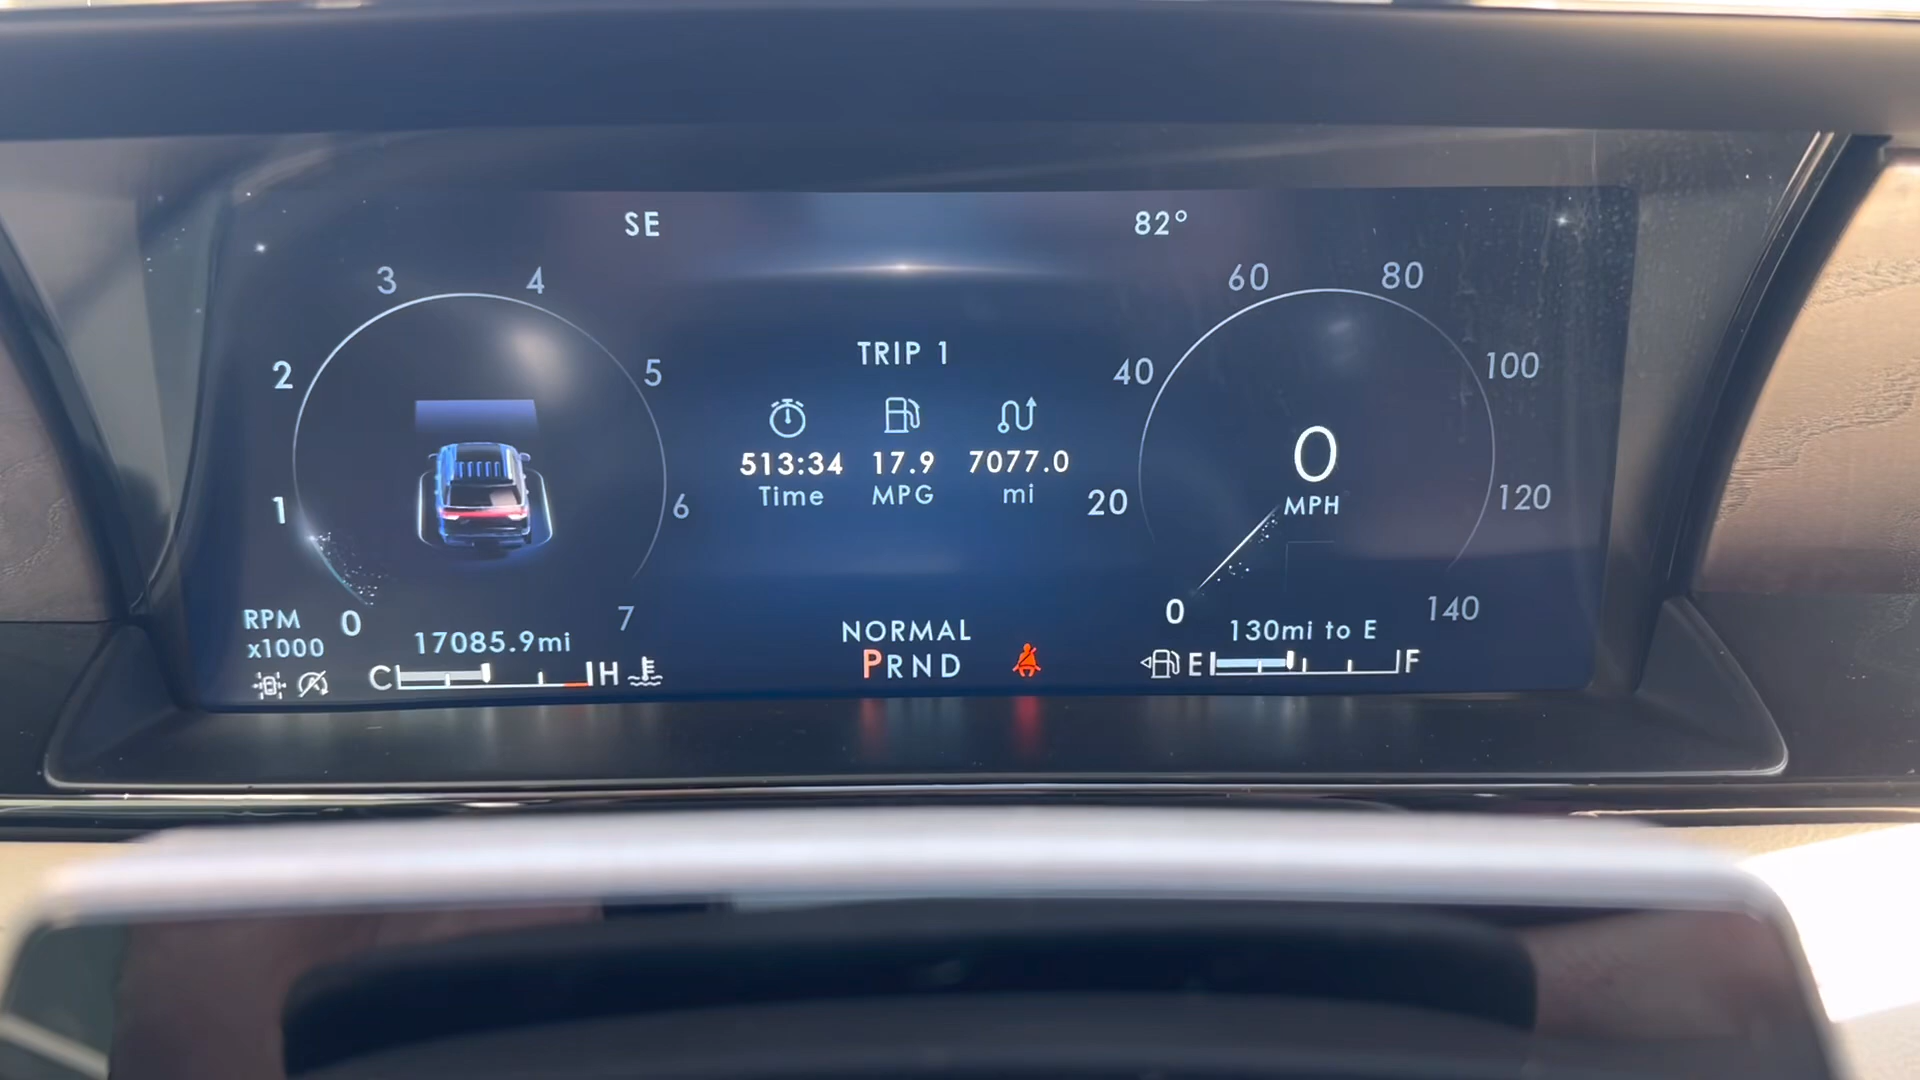 SE 82°
3 4 60 80
TRIP 1
2 5 40 100
513:34 17.9 7077.0
Time MPG mi
0
MPH
1 6 20 120
RPM
x1000
0 7 0 140
17085.9mi
NORMAL
130mi to E
C H
PRND
E F